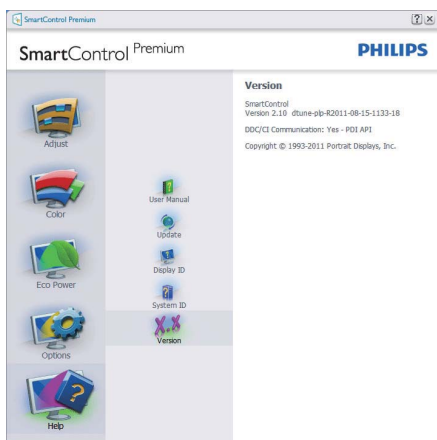 SmartControl Premium
SmartControl Premium
PHILIPS
Adjust
Color
Eco Power
Options
Help
User Manual
Update
Display ID
System ID
X.X
Version
Version
SmartControl
Version 2.10 dtune-plp-R2011-08-15-1133-18
DDC/CI Communication: Yes - PDI API
Copyright © 1993-2011 Portrait Displays, Inc.